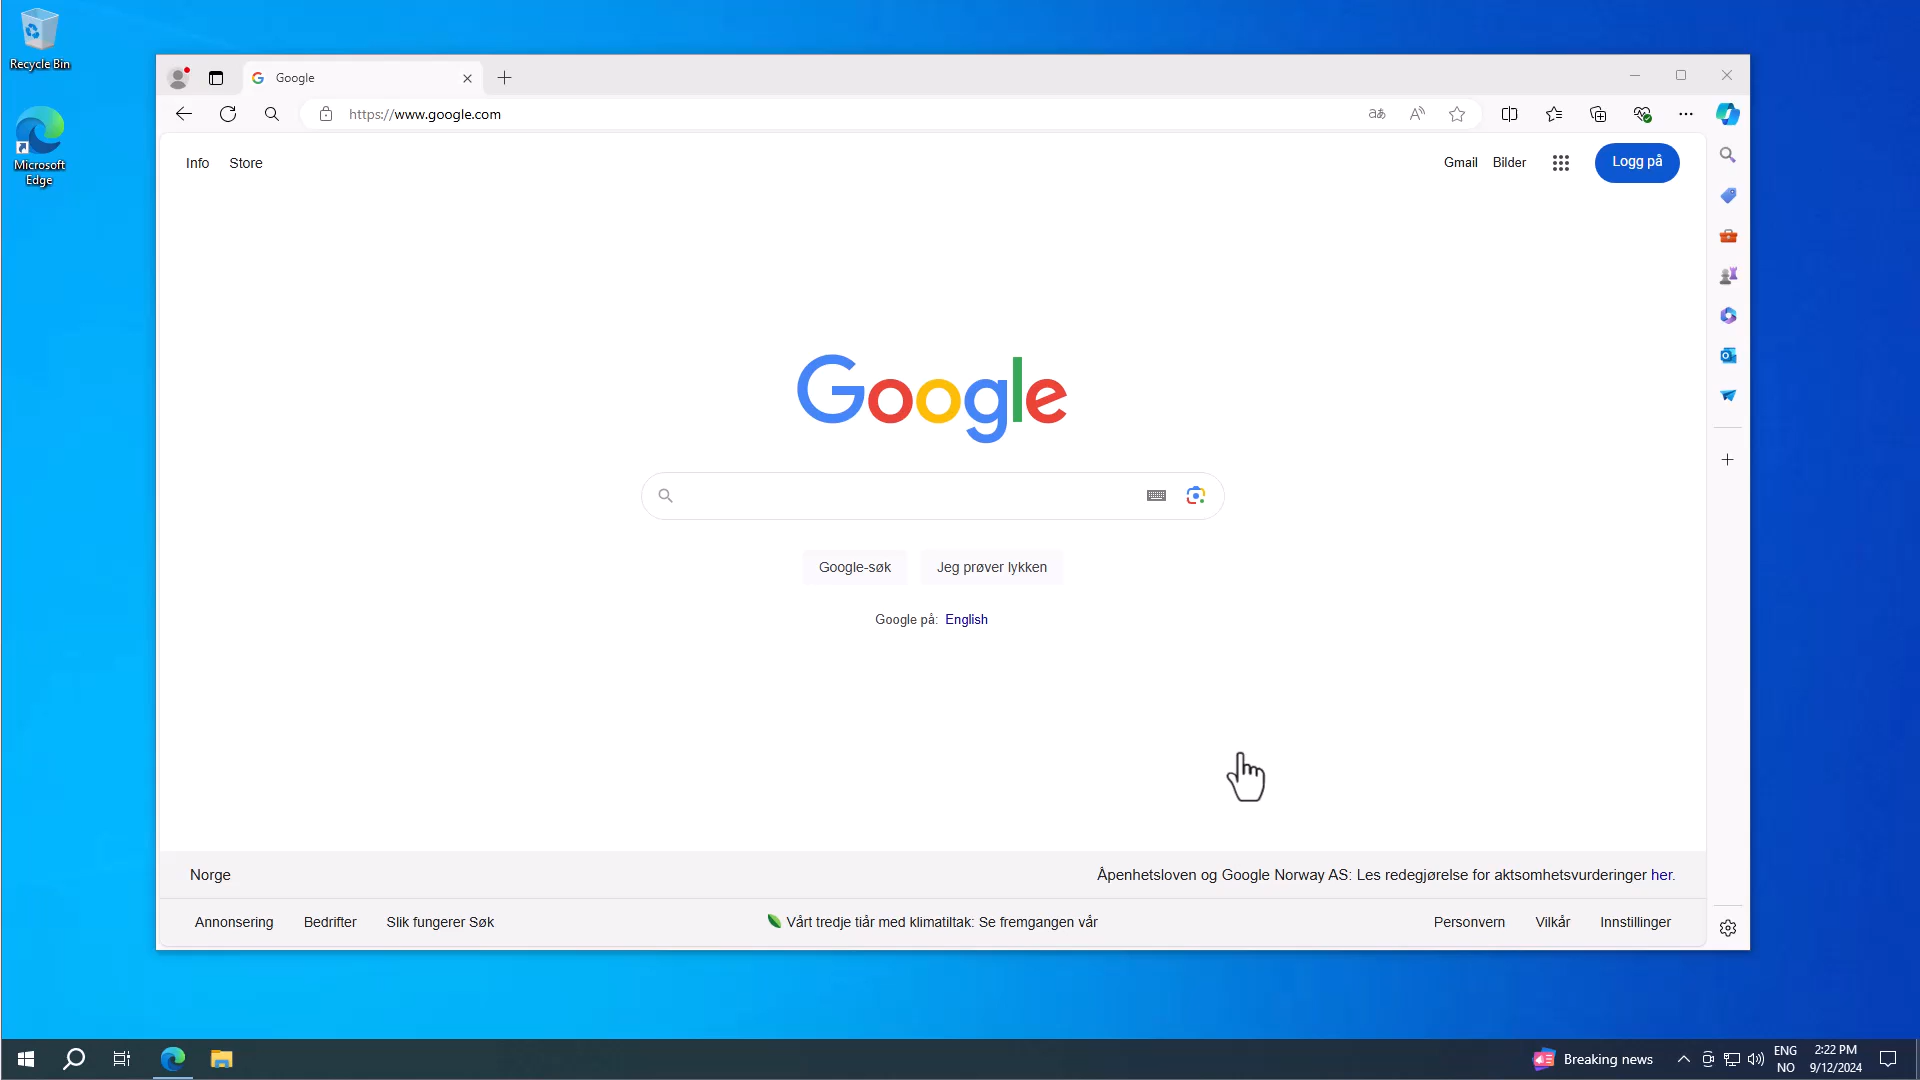 Recycle Bin
Microsoft
Edge
Google
https://www.google.com
Info Store
Gmail Bilder Logg på
Google
Google-søk Jeg prøver lykken
Google på: English
Norge
Åpenhetsloven og Google Norway AS: Les redegjørelse for aktsomhetsvurderinger her.
Annonsering Bedrifter Slik fungerer Søk
Vårt tredje tiår med klimatiltak: Se fremgangen vår
Personvern Vilkår Innstillinger
Breaking news
ENG
NO
2:22 PM
9/12/2024